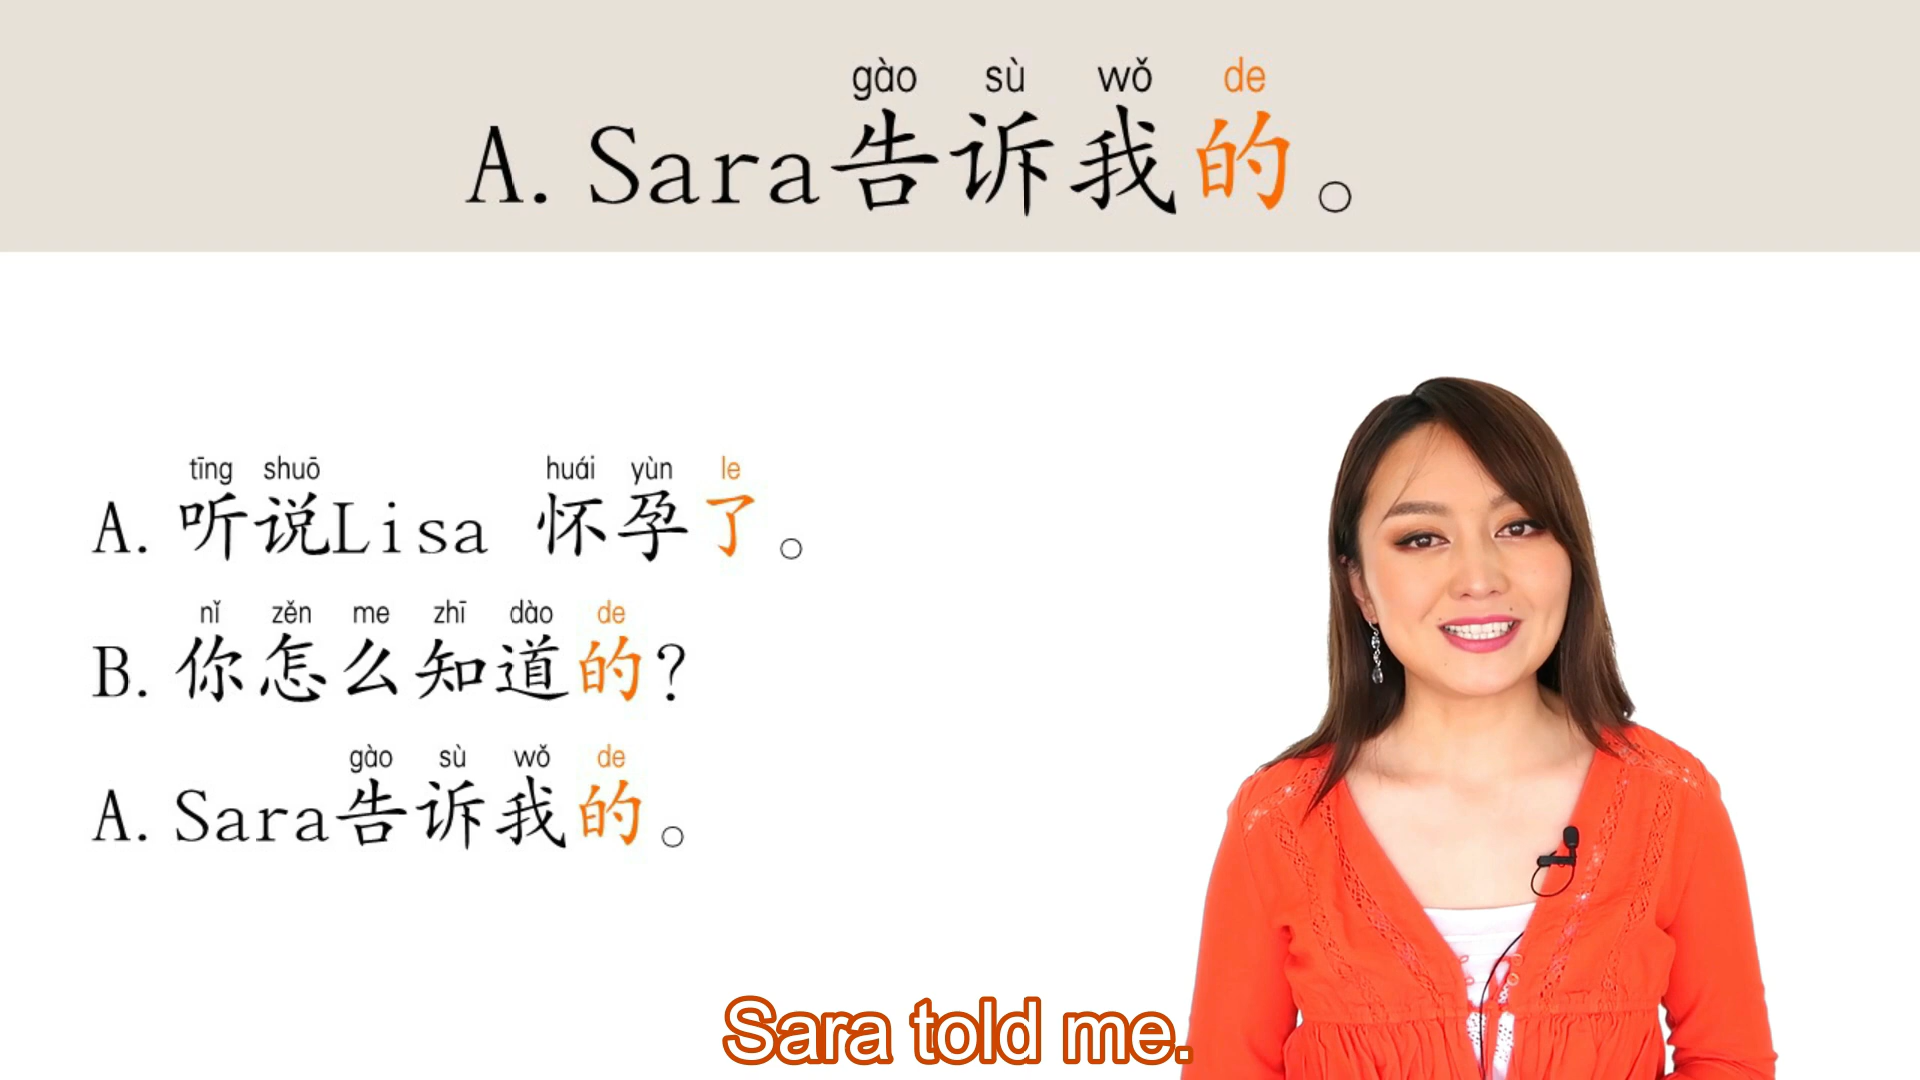 gào sù wǒ de
A.Sara告诉我的。
tīng shuō huái yùn le
A. 听说Lisa 怀孕了。
nǐ zěn me zhī dào de
B. 你怎么知道的?
gào sù wǒ de
A. Sara告诉我的。
Sara told me.